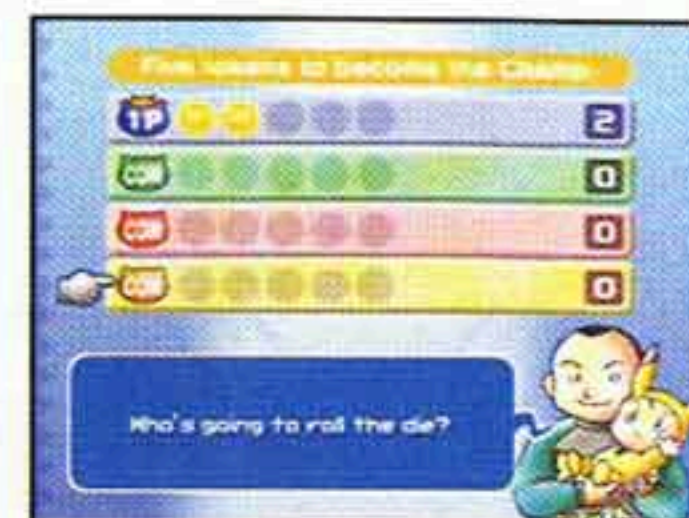 Five tokens to become the Champ.
1P 2
COM 0
COM 0
COM 0
Who's going to roll the die?